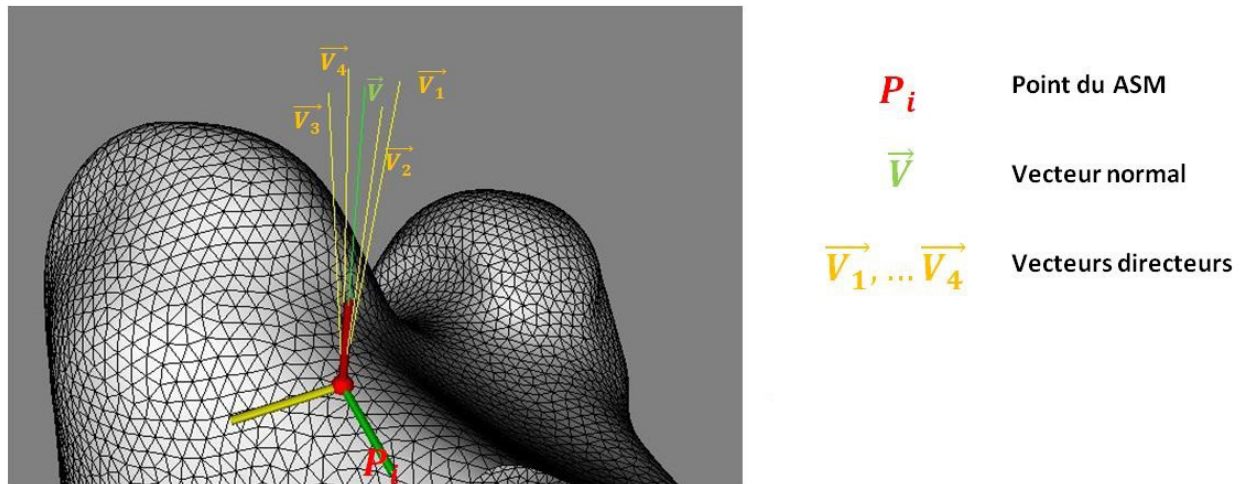 V₄
V
V₁
V₃
V₂
Pᵢ
Pᵢ Point du ASM
V Vecteur normal
V₁, ... V₄ Vecteurs directeurs